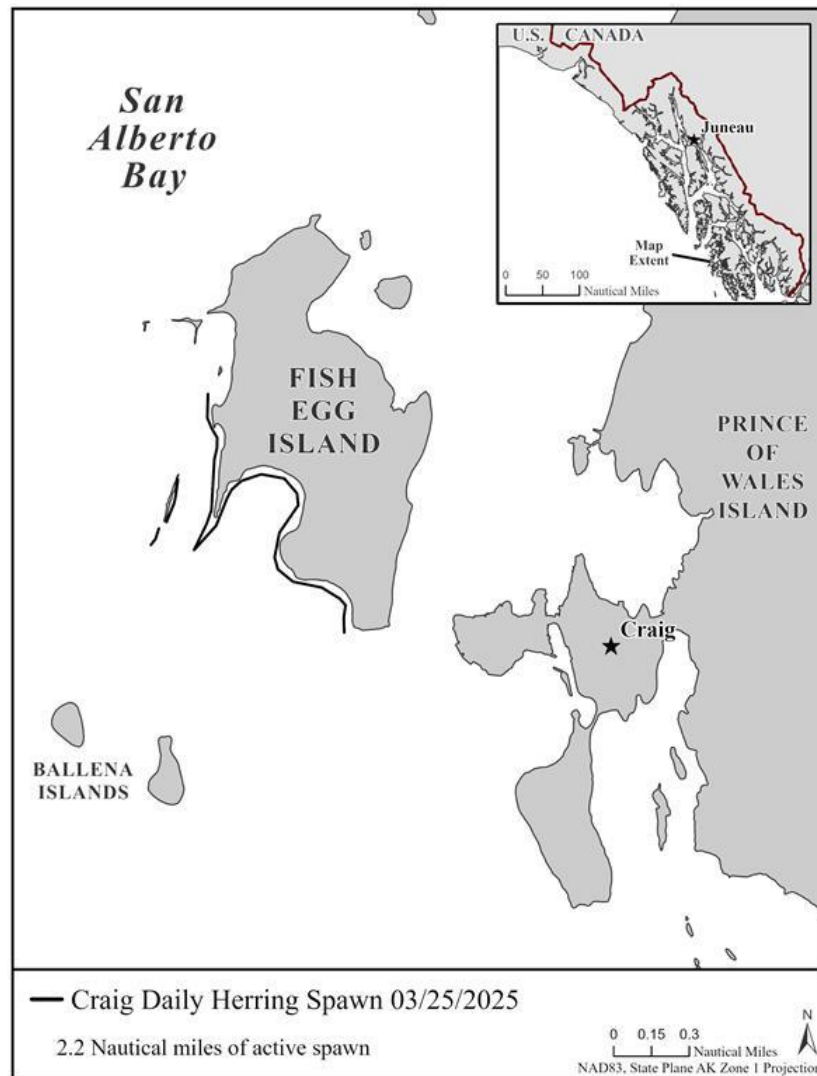 San
Alberto
Bay
U.S. CANADA
Juneau
Map
Extent
0 50 100
Nautical Miles
FISH
EGG
ISLAND
PRINCE
OF
WALES
ISLAND
Craig
BALLENA
ISLANDS
Craig Daily Herring Spawn 03/25/2025
2.2 Nautical miles of active spawn
0 0.15 0.3
Nautical Miles
N
NAD83, State Plane AK Zone 1 Projection